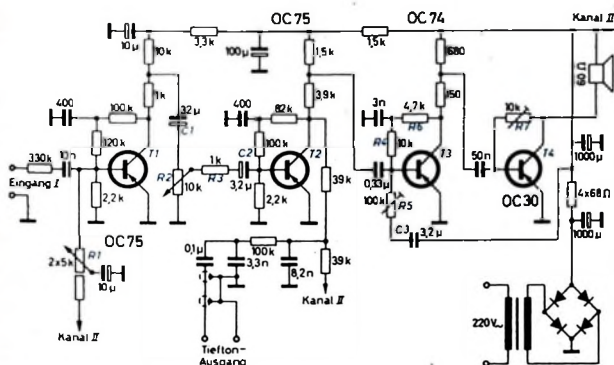 OC75
OC74
Kanal II
10µ
3,3k
100µ
1,5k
10k
1,5k
680
60Ω
1k
3,9k
150
400
100k
T1
32µ
C1
400
82k
T2
3n
4,7k
R6
T3
10k
R7
T4
1000µ
120k
R2
10k
1k
R3
C2
3,2µ
100k
R4
10k
0,33µ
50n
OC30
330k
10n
Eingang I
2,2k
2,2k
39k
100k
R5
C3
3,2µ
4x68Ω
1000µ
OC75
R1
2x5k
10µ
0,1µ
100k
3,3n
8,2n
39k
Kanal II
Kanal II
220V~
Tiefton-
Ausgang